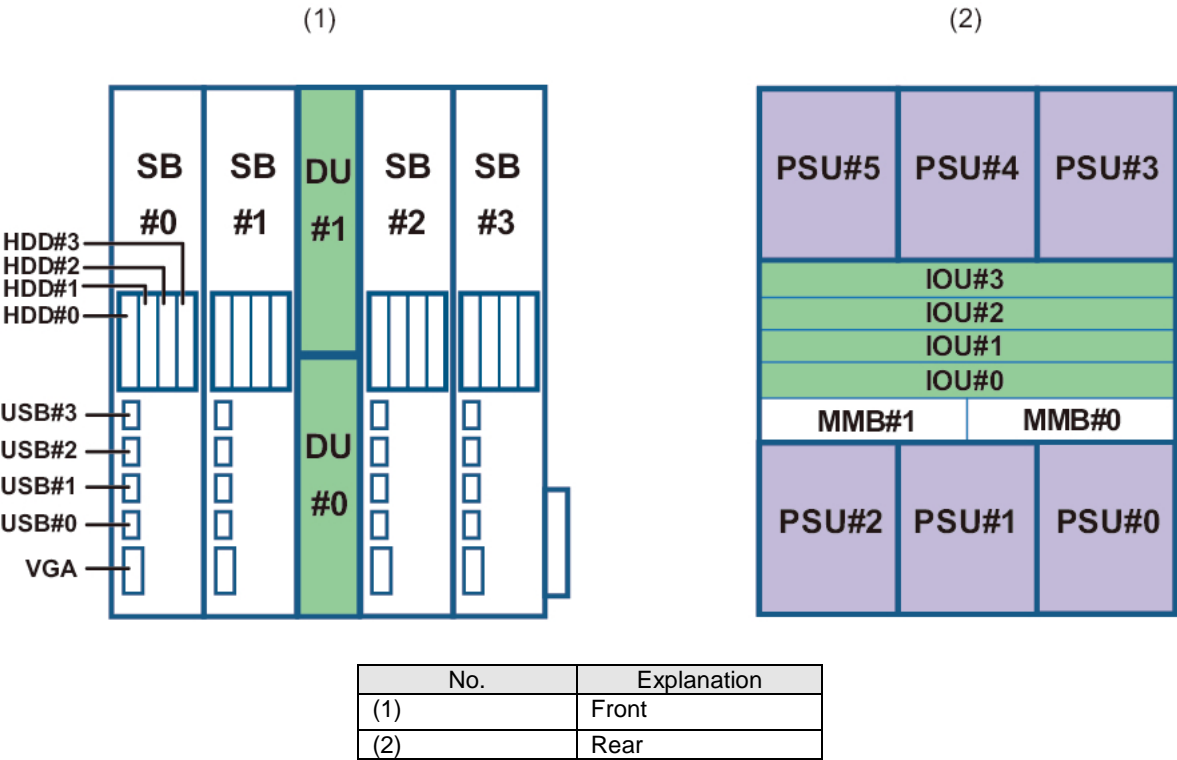 (1)
(2)
SB #0
SB #1
DU #1
SB #2
SB #3
HDD#3
HDD#2
HDD#1
HDD#0
USB#3
USB#2
USB#1
USB#0
VGA
DU #0
PSU#5 PSU#4 PSU#3
IOU#3
IOU#2
IOU#1
IOU#0
MMB#1 MMB#0
PSU#2 PSU#1 PSU#0
No. Explanation
(1) Front
(2) Rear